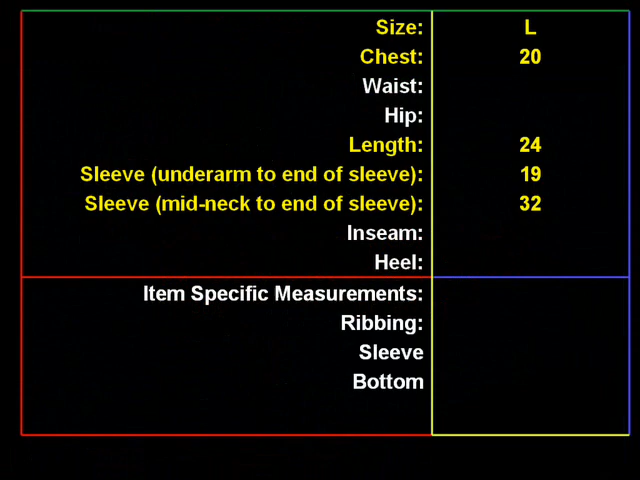 Size: L
Chest: 20
Waist:
Hip:
Length: 24
Sleeve (underarm to end of sleeve): 19
Sleeve (mid-neck to end of sleeve): 32
Inseam:
Heel:
Item Specific Measurements:
Ribbing:
Sleeve
Bottom